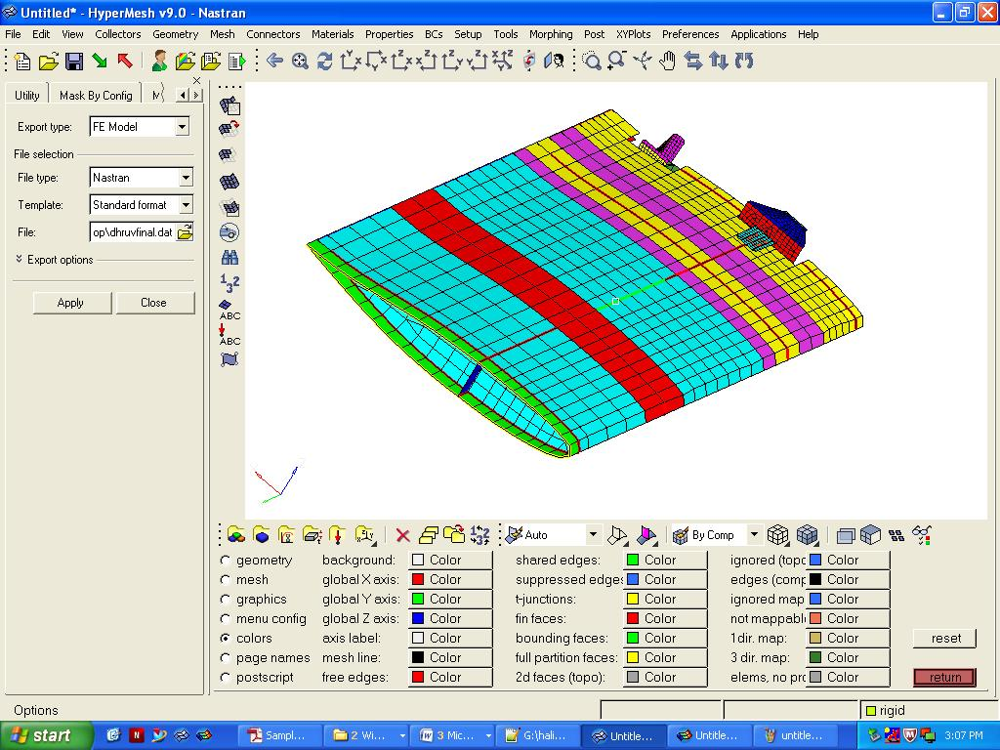 Untitled* - HyperMesh v9.0 - Nastran
File Edit View Collectors Geometry Mesh Connectors Materials Properties BCs Setup Tools Morphing Post XYPlots Preferences Applications Help
Utility Mask By Config
Export type: FE Model
File selection
File type: Nastran
Template: Standard format
File: op\dhruvfinal.dat
Export options
Apply Close
123
ABC
ABC
Auto By Comp
geometry background: Color shared edges: Color ignored (topo Color
mesh global X axis: Color suppressed edges Color edges (comp Color
graphics global Y axis: Color t-junctions: Color ignored map Color
menu config global Z axis: Color fin faces: Color not mappabl Color
colors axis label: Color bounding faces: Color 1dir. map: Color reset
page names mesh line: Color full partition faces: Color 3 dir. map: Color
postscript free edges: Color 2d faces (topo): Color elems, no pro Color return
Options rigid
start Sampl... 2 Wi... 3 Mic... G:\hali... Untitle... Untitle... untitle... 3:07 PM